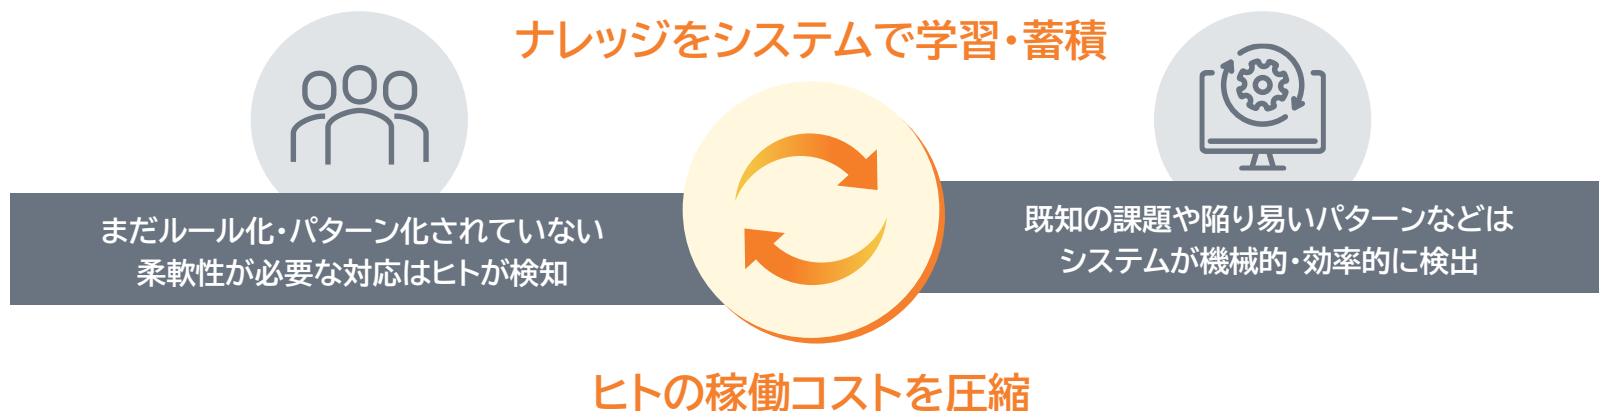 ナレッジをシステムで学習・蓄積
まだルール化・パターン化されていない
柔軟性が必要な対応はヒトが検知
既知の課題や陥り易いパターンなどは
システムが機械的・効率的に検出
ヒトの稼働コストを圧縮